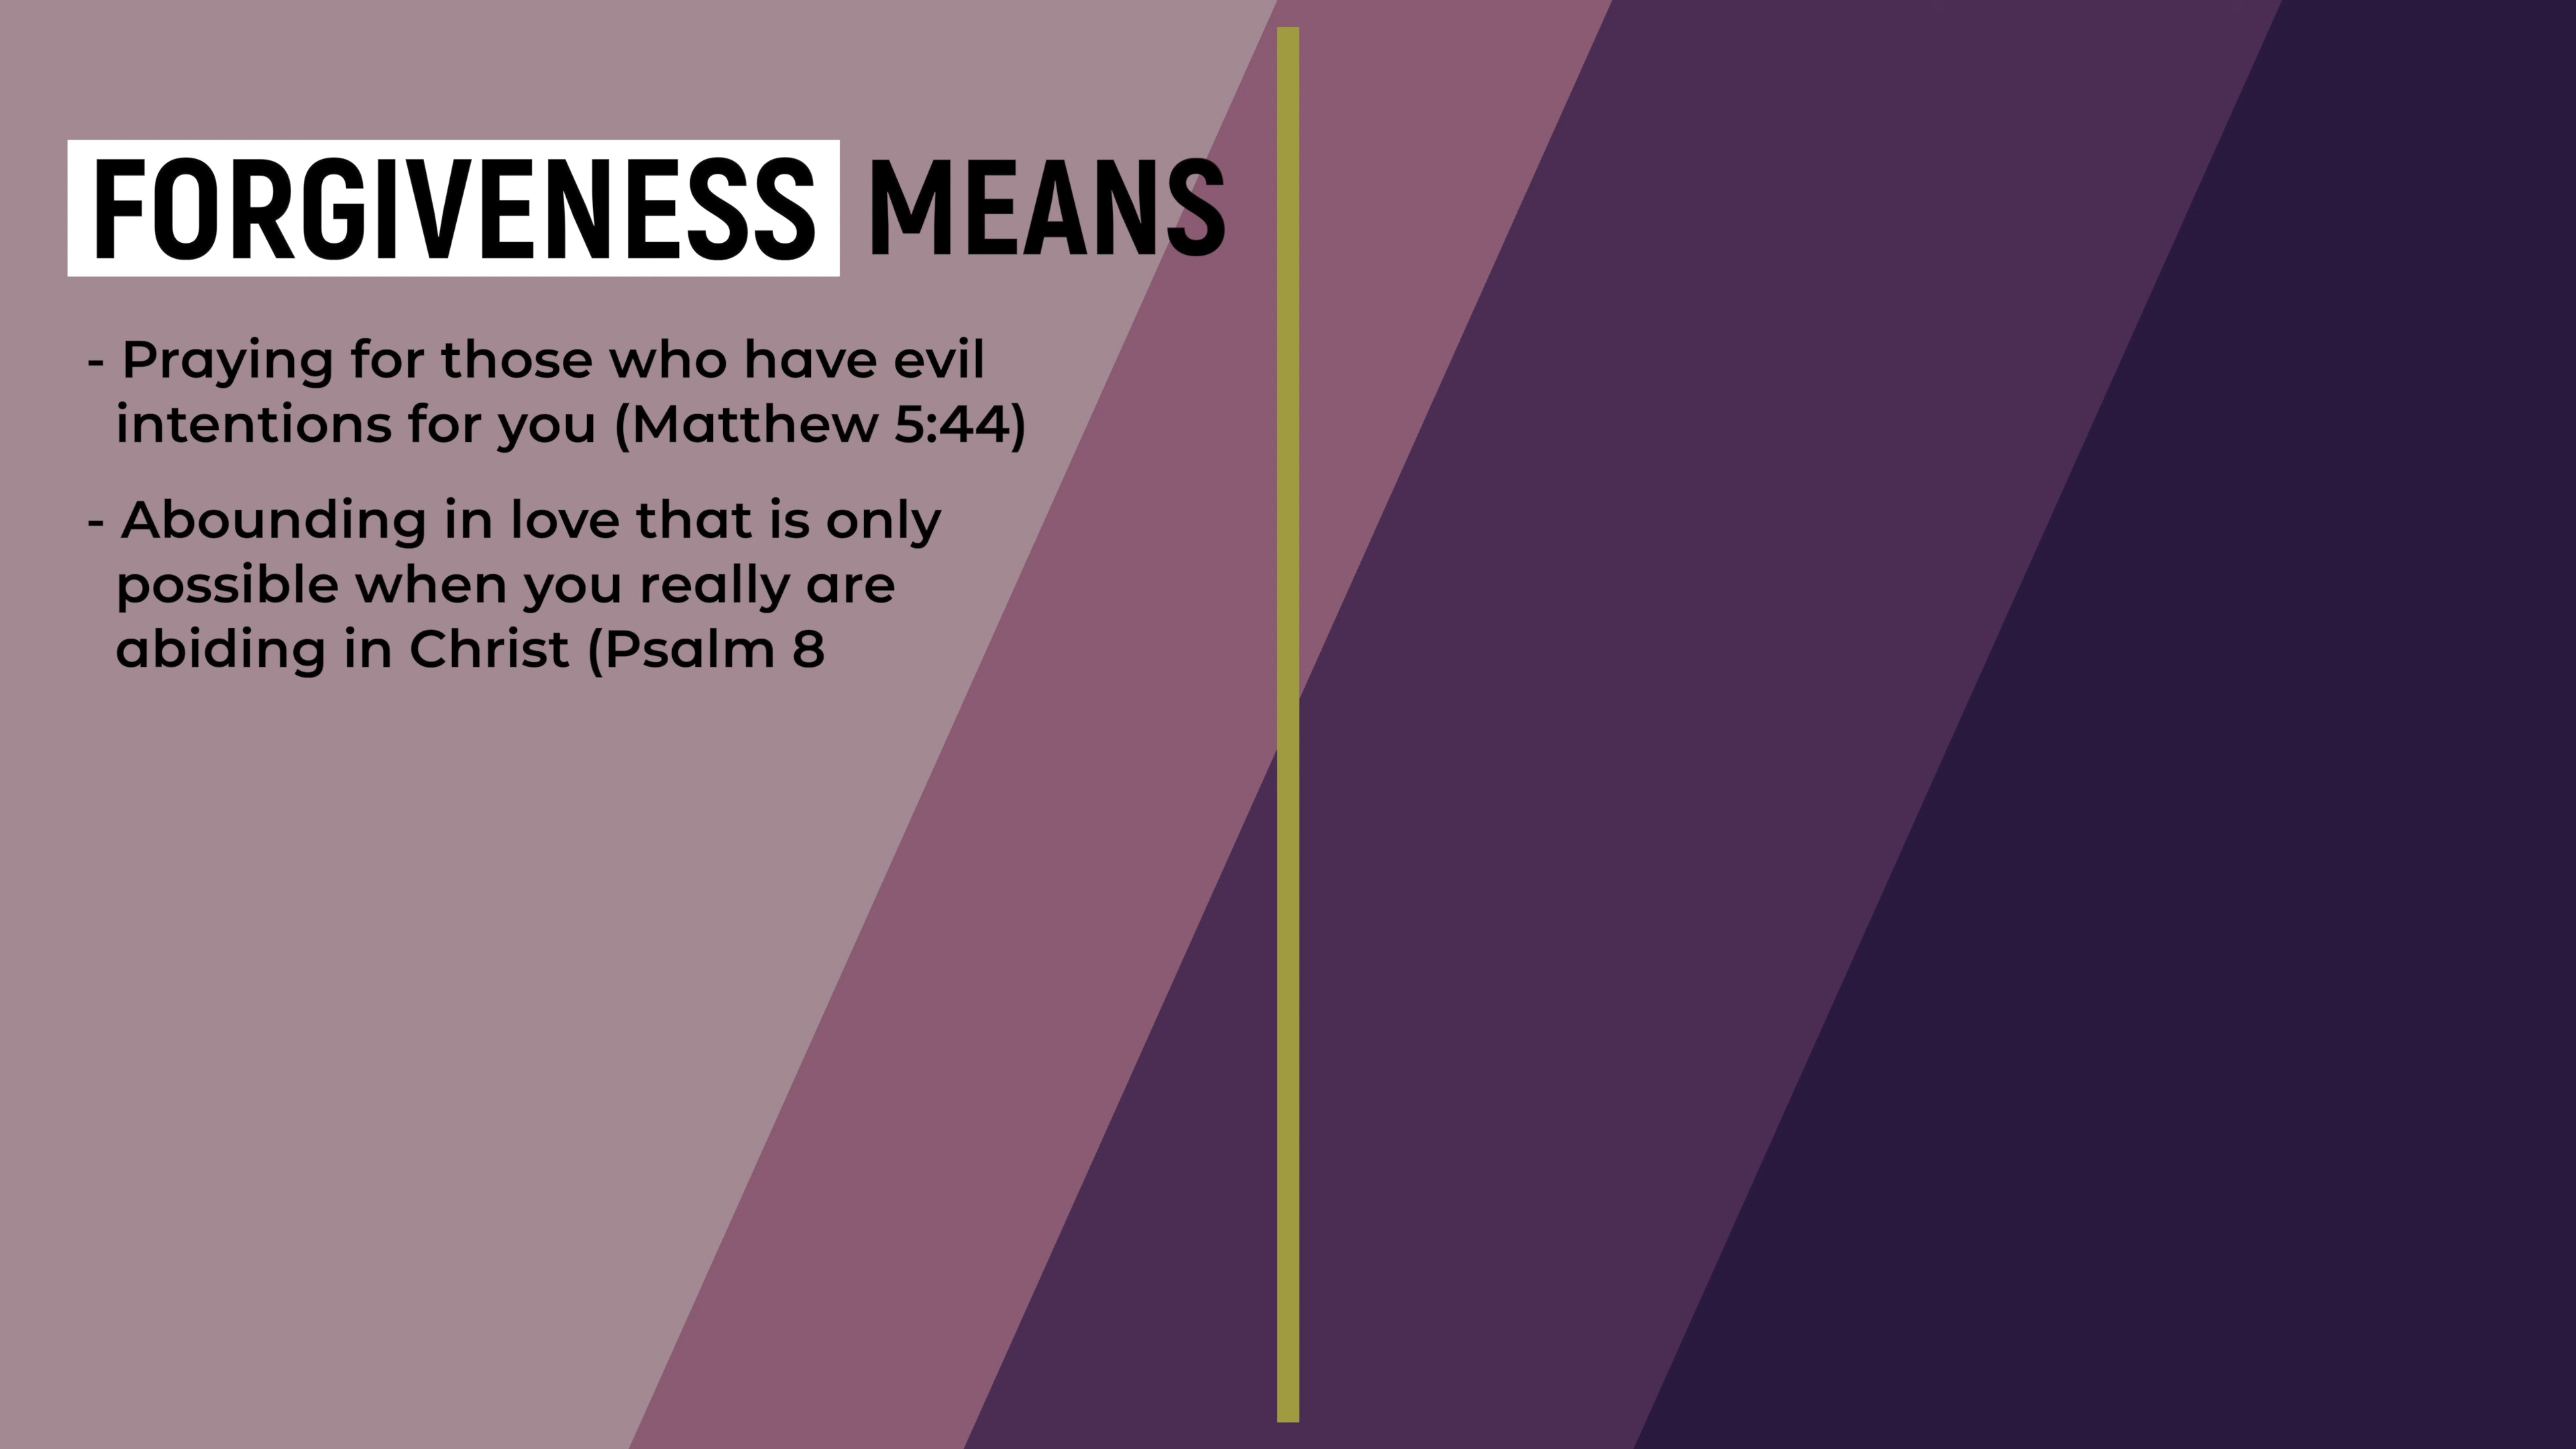 FORGIVENESS MEANS
- Praying for those who have evil
intentions for you (Matthew 5:44)
- Abounding in love that is only
possible when you really are
abiding in Christ (Psalm 8